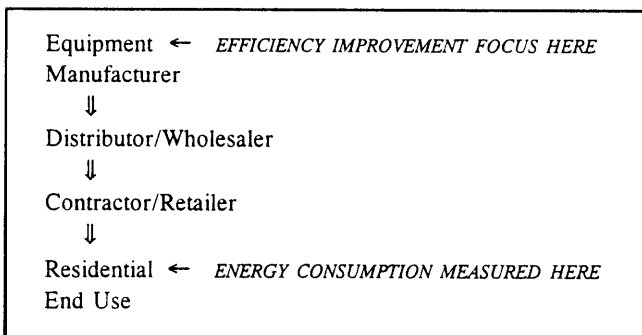 Equipment ← EFFICIENCY IMPROVEMENT FOCUS HERE
Manufacturer
⇓
Distributor/Wholesaler
⇓
Contractor/Retailer
⇓
Residential ← ENERGY CONSUMPTION MEASURED HERE
End Use